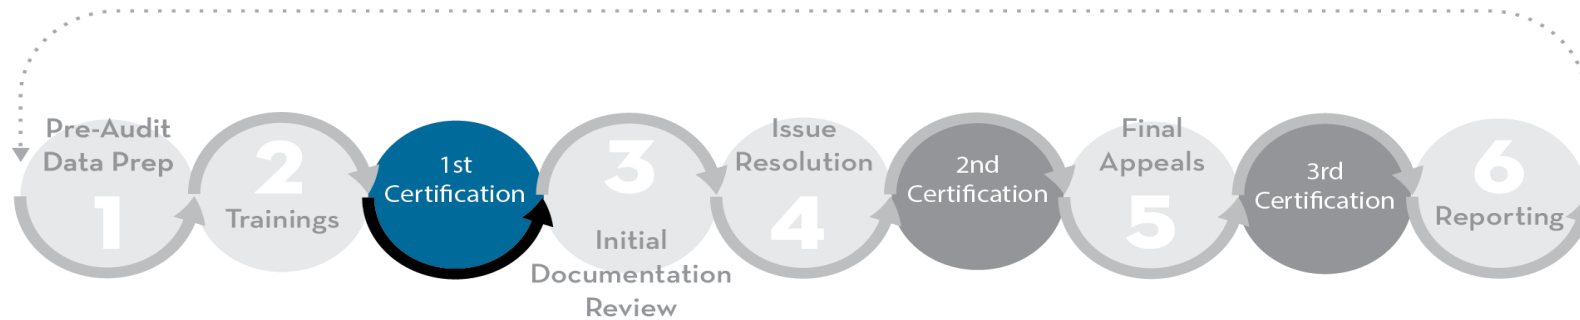 Pre-Audit
Data Prep
1
2
Trainings
1st
Certification
3
Initial
Documentation
Review
Issue
Resolution
4
2nd
Certification
Final
Appeals
5
3rd
Certification
6
Reporting